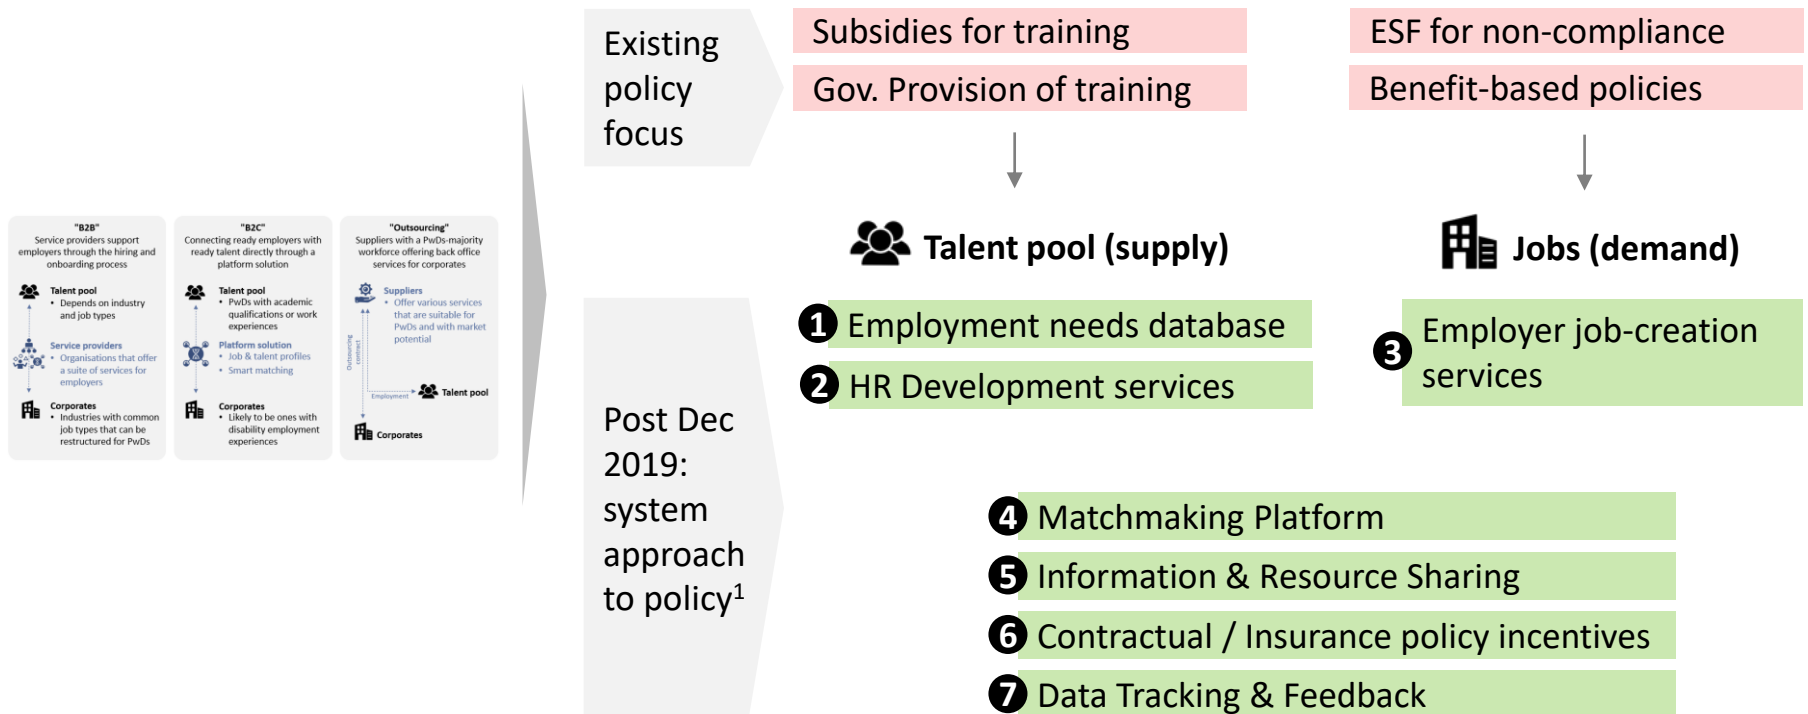 "B2B"
Service providers support
employers through the hiring and
onboarding process
Talent pool
• Depends on industry
and job types
Service providers
• Organisations that offer
a suite of services for
employers
Corporates
• Industries with common
job types that can be
restructured for PwDs
"B2C"
Connecting ready employers with
ready talent directly through a
platform solution
Talent pool
• PwDs with academic
qualifications or work
experiences
Platform solution
• Job & talent profiles
• Smart matching
Corporates
• Likely to be ones with
disability employment
experiences
"Outsourcing"
Suppliers with a PwDs-majority
workforce offering back office
services for corporates
Suppliers
• Offer various services
that are suitable for
PwDs and with market
potential
Outsourcing
contract
Employment
Talent pool
Corporates
Existing
policy
focus
Subsidies for training
Gov. Provision of training
ESF for non-compliance
Benefit-based policies
Talent pool (supply)
Jobs (demand)
Post Dec
2019:
system
approach
to policy1
1 Employment needs database
2 HR Development services
3 Employer job-creation
services
4 Matchmaking Platform
5 Information & Resource Sharing
6 Contractual / Insurance policy incentives
7 Data Tracking & Feedback